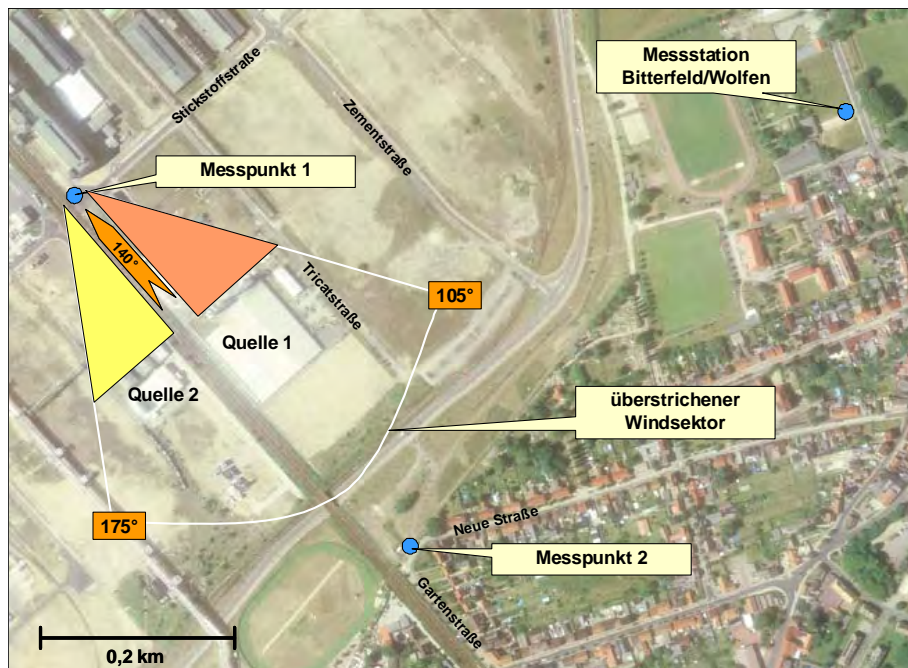 Messstation
Bitterfeld/Wolfen
Stickstoffstraße
Zementstraße
Messpunkt 1
140°
Tricatstraße
105°
Quelle 1
Quelle 2
überstrichener
Windsektor
175°
Neue Straße
Messpunkt 2
Gartenstraße
0,2 km